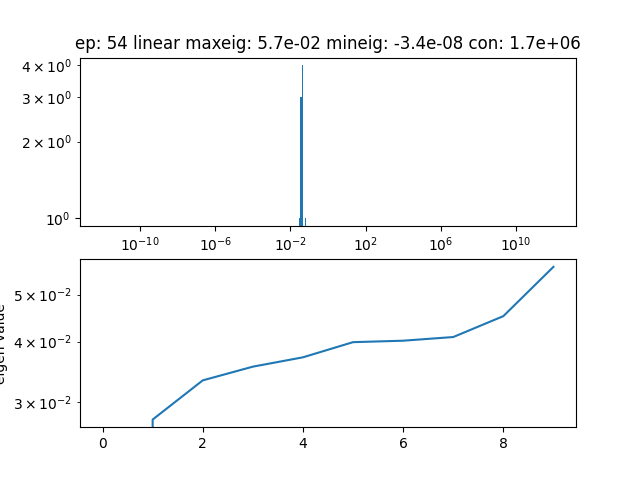 ep: 54 linear maxeig: 5.7e-02 mineig: -3.4e-08 con: 1.7e+06
4 × 10⁰
3 × 10⁰
2 × 10⁰
10⁰
10⁻¹⁰ 10⁻⁶ 10⁻² 10² 10⁶ 10¹⁰
eigen value
5 × 10⁻²
4 × 10⁻²
3 × 10⁻²
0 2 4 6 8